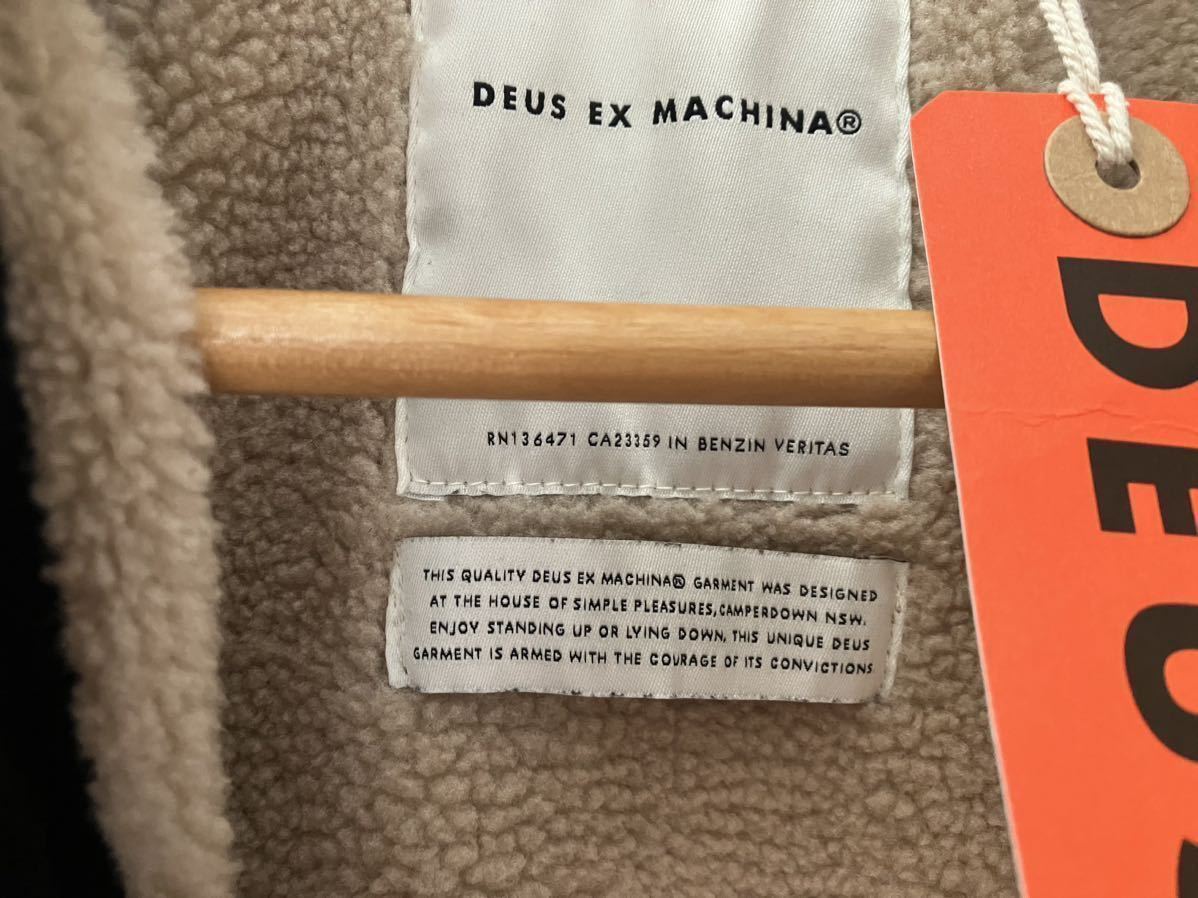 DEUS EX MACHINA®
RN136471 CA23359 IN BENZIN VERITAS
THIS QUALITY DEUS EX MACHINA® GARMENT WAS DESIGNED
AT THE HOUSE OF SIMPLE PLEASURES, CAMPERDOWN NSW.
ENJOY STANDING UP OR LYING DOWN, THIS UNIQUE DEUS
GARMENT IS ARMED WITH THE COURAGE OF ITS CONVICTIONS
DEU